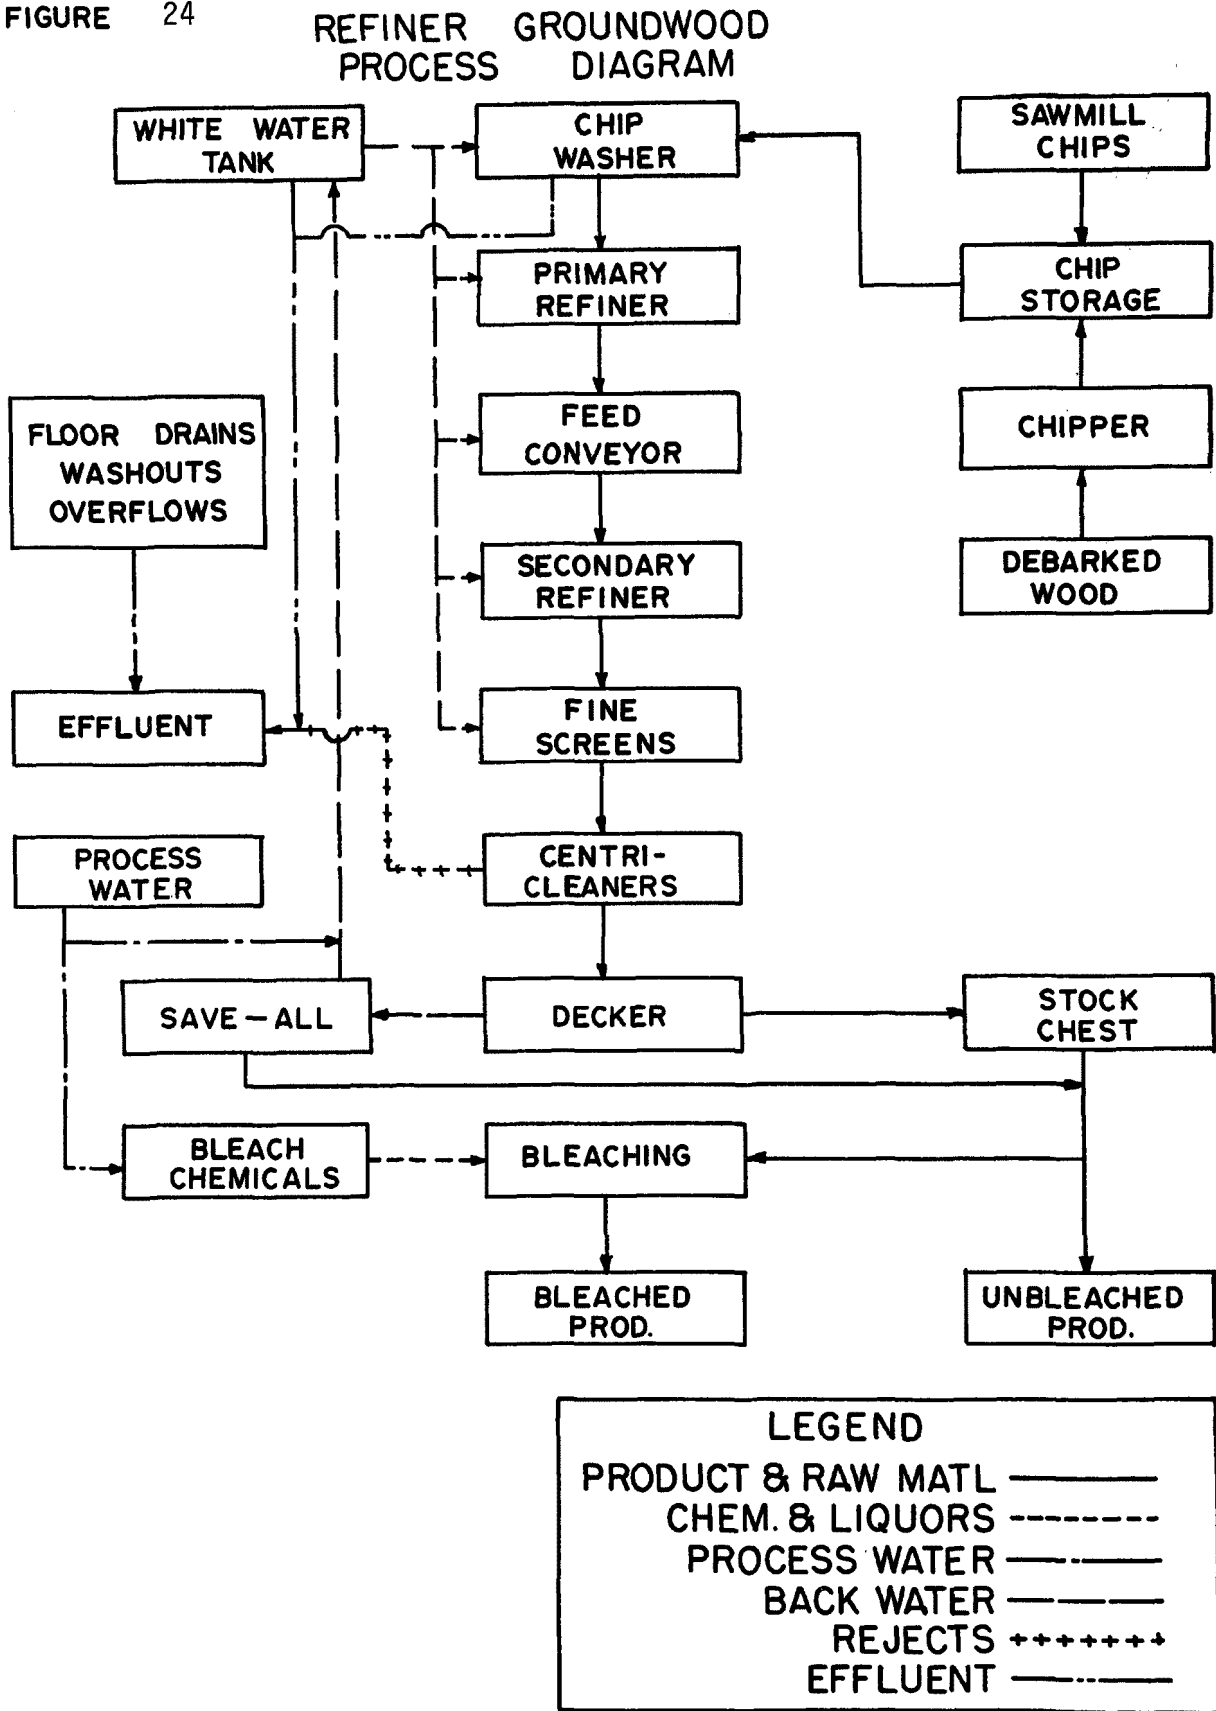 FIGURE 24
REFINER GROUNDWOOD
PROCESS DIAGRAM
WHITE WATER
TANK
CHIP
WASHER
SAWMILL
CHIPS
PRIMARY
REFINER
CHIP
STORAGE
FLOOR DRAINS
WASHOUTS
OVERFLOWS
FEED
CONVEYOR
CHIPPER
SECONDARY
REFINER
DEBARKED
WOOD
EFFLUENT
FINE
SCREENS
PROCESS
WATER
CENTRI-
CLEANERS
SAVE-ALL
DECKER
STOCK
CHEST
BLEACH
CHEMICALS
BLEACHING
BLEACHED
PROD.
UNBLEACHED
PROD.
LEGEND
PRODUCT & RAW MATL
CHEM. & LIQUORS
PROCESS WATER
BACK WATER
REJECTS
EFFLUENT